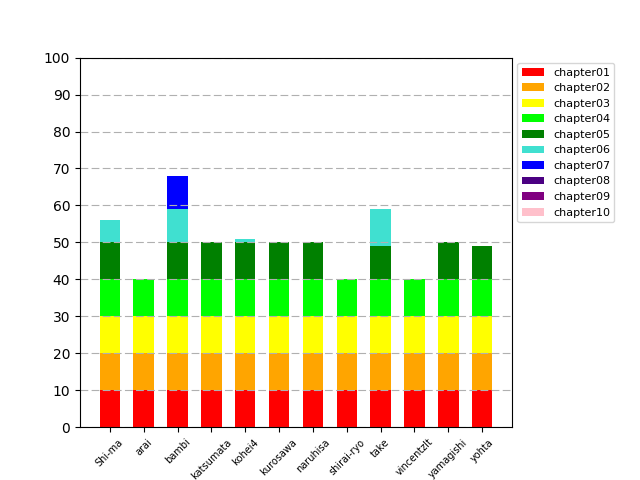 100
90
80
70
60
50
40
30
20
10
0
Shi-ma
arai
bambi
katsumata
kohei4
kurosawa
naruhisa
shirai-ryo
take
vincentzlt
yamagishi
yohta
chapter01
chapter02
chapter03
chapter04
chapter05
chapter06
chapter07
chapter08
chapter09
chapter10